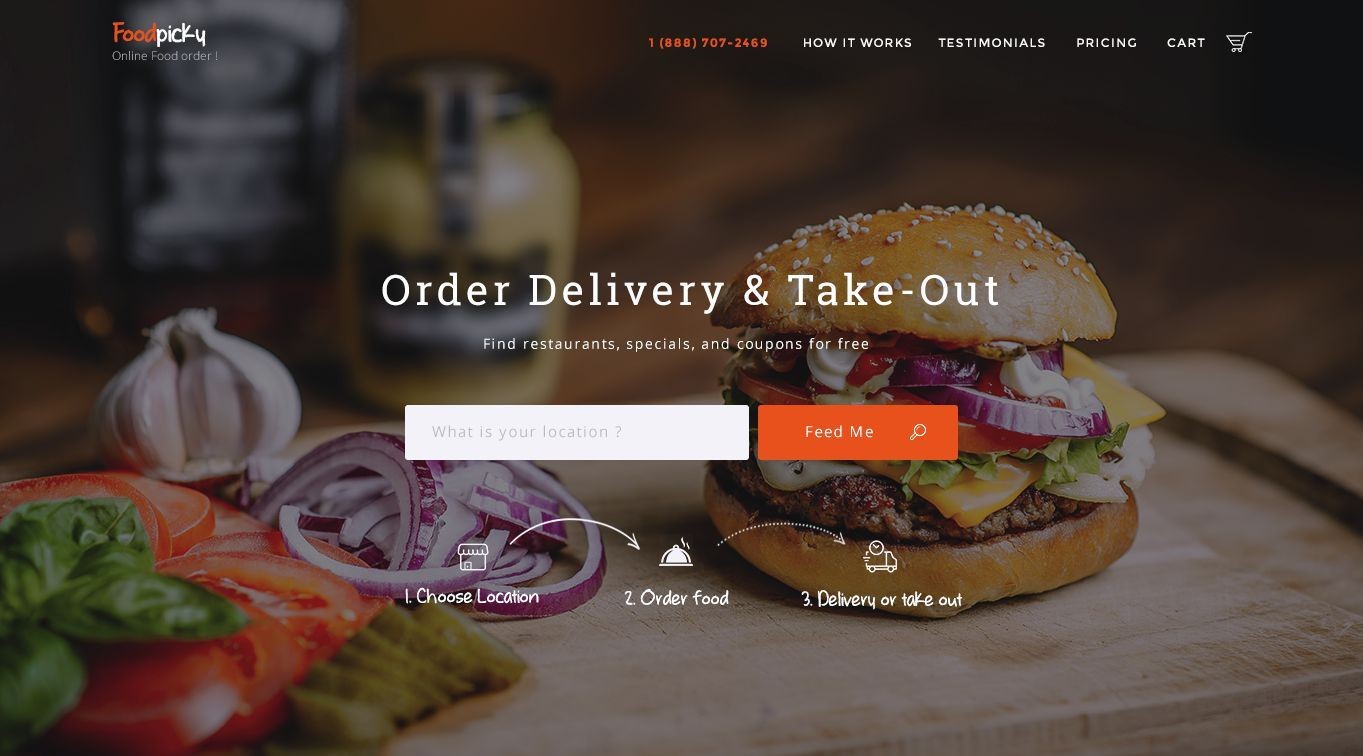 Foodpicky
Online Food order !
1 (888) 707-2469
HOW IT WORKS
TESTIMONIALS
PRICING
CART
Order Delivery & Take-Out
Find restaurants, specials, and coupons for free
What is your location ?
Feed Me
1. Choose Location
2. Order food
3. Delivery or take out